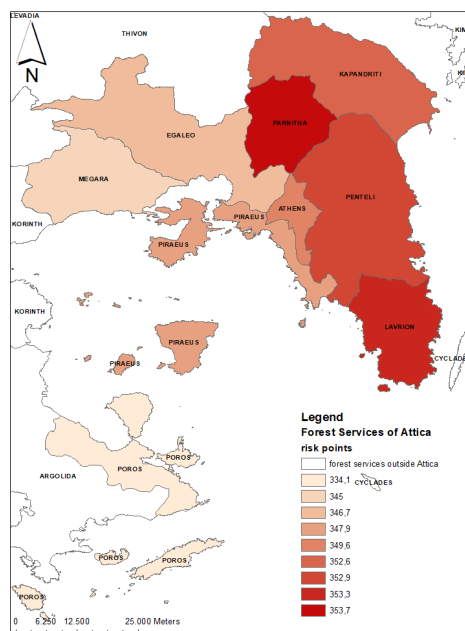 LEVADIA
THIVON
KIM
N
KAPANDRITI
PARNITHA
EGALEO
MEGARA
PENTELI
KORINTH
PIRAEUS
ATHENS
PIRAEUS
KORINTH
LAVRION
PIRAEUS
PIRAEUS
CYCLADES
Legend
Forest Services of Attica
risk points
forest services outside Attica
334,1
CYCLADES
345
346,7
347,9
349,6
352,6
352,9
353,3
353,7
POROS
ARGOLIDA
POROS
POROS
POROS
POROS
0 6.250 12.500 25.000 Meters